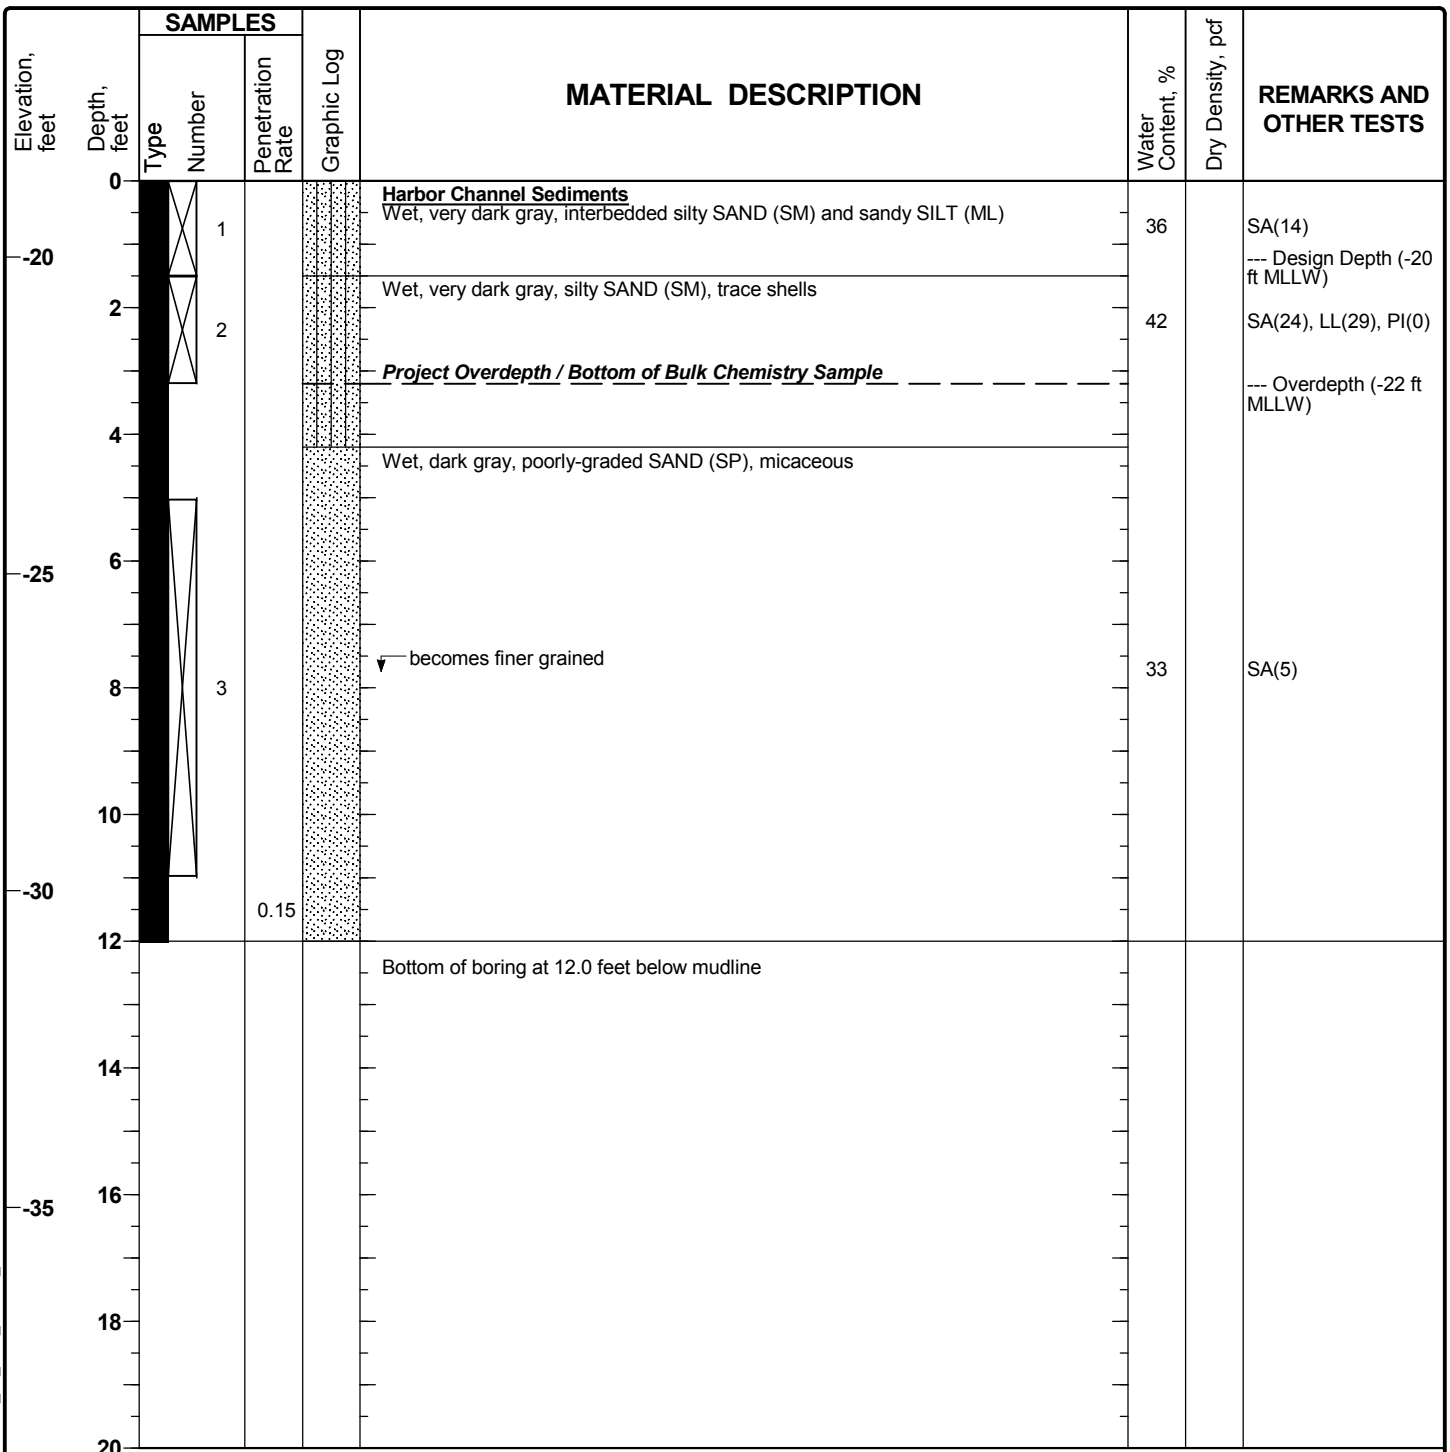 SAMPLES
Elevation,
feet
Depth,
feet
Type
Number
Penetration
Rate
Graphic Log
MATERIAL DESCRIPTION
Water
Content, %
Dry Density, pcf
REMARKS AND
OTHER TESTS
0
Harbor Channel Sediments
Wet, very dark gray, interbedded silty SAND (SM) and sandy SILT (ML)
1
36
SA(14)
-20
--- Design Depth (-20
ft MLLW)
Wet, very dark gray, silty SAND (SM), trace shells
2
2
42
SA(24), LL(29), PI(0)
Project Overdepth / Bottom of Bulk Chemistry Sample
--- Overdepth (-22 ft
MLLW)
4
Wet, dark gray, poorly-graded SAND (SP), micaceous
6
-25
becomes finer grained
33
SA(5)
8
3
10
-30
0.15
12
Bottom of boring at 12.0 feet below mudline
14
16
-35
18
20